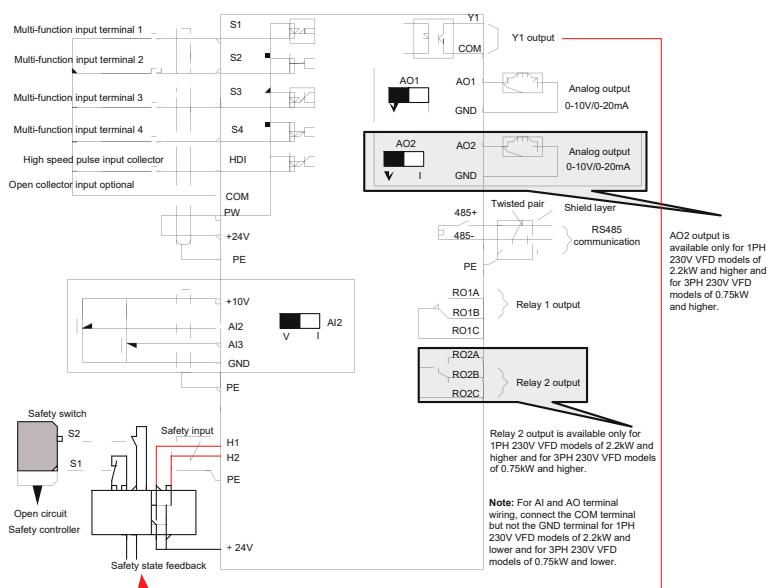 Multi-function input terminal 1
Multi-function input terminal 2
Multi-function input terminal 3
Multi-function input terminal 4
High speed pulse input collector
Open collector input optional
S1
S2
S3
S4
HDI
COM
PW
+24V
PE
+10V
AI2
AI3
GND
PE
AI2
V I
Safety switch
S2
S1
Open circuit
Safety controller
Safety input
H1
H2
PE
+ 24V
Safety state feedback
Y1
COM
Y1 output
AO1
AO1
GND
Analog output
0-10V/0-20mA
AO2
I
AO2
GND
Analog output
0-10V/0-20mA
AO2 output is
available only for 1PH
230V VFD models of
2.2kW and higher and
for 3PH 230V VFD
models of 0.75kW
and higher.
Twisted pair
Shield layer
485+
485-
PE
RS485
communication
RO1A
RO1B
RO1C
Relay 1 output
RO2A
RO2B
RO2C
Relay 2 output
Relay 2 output is available only for
1PH 230V VFD models of 2.2kW and
higher and for 3PH 230V VFD models
of 0.75kW and higher.
Note: For AI and AO terminal
wiring, connect the COM terminal
but not the GND terminal for 1PH
230V VFD models of 2.2kW and
lower and for 3PH 230V VFD
models of 0.75kW and lower.